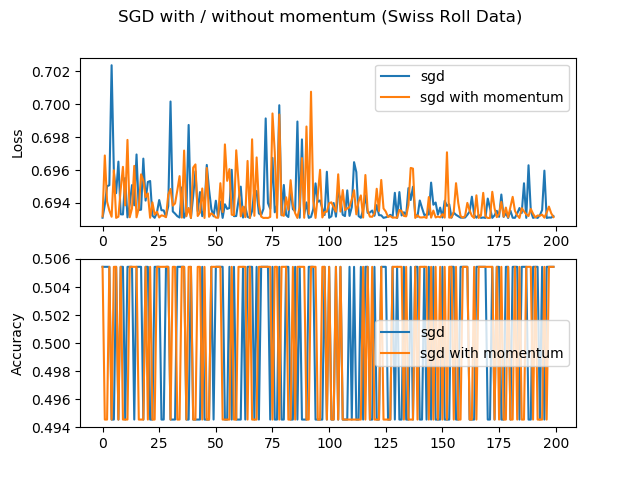 SGD with / without momentum (Swiss Roll Data)
0.702
0.700
0.698
0.696
0.694
Loss
sgd
sgd with momentum
0 25 50 75 100 125 150 175 200
0.506
0.504
0.502
0.500
0.498
0.496
0.494
Accuracy
sgd
sgd with momentum
0 25 50 75 100 125 150 175 200